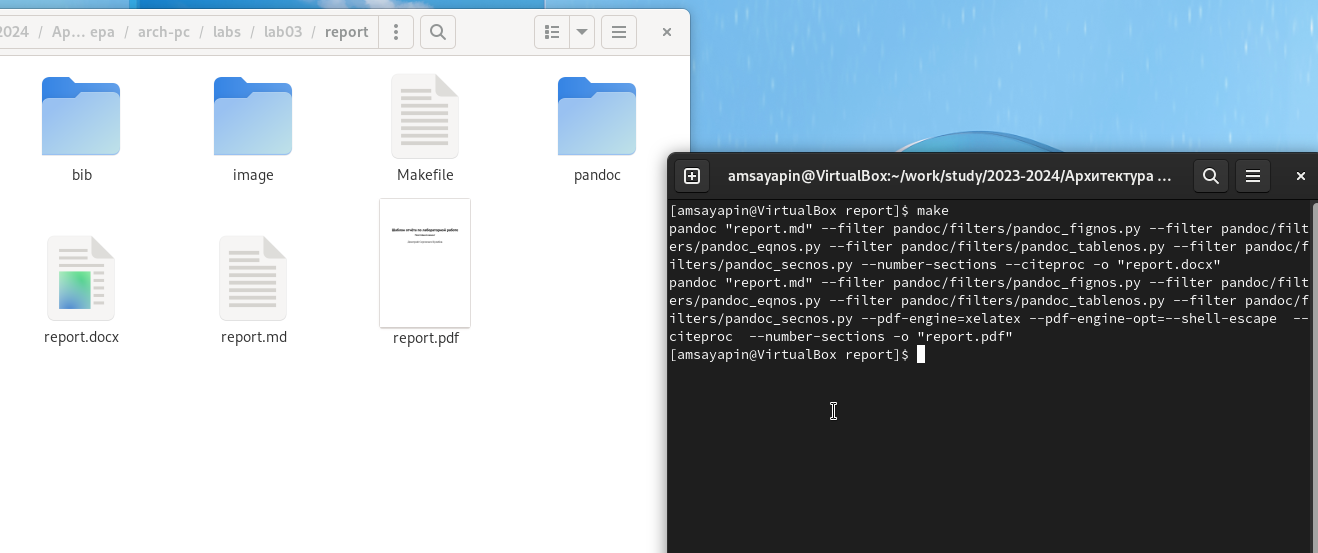 2024 / Ар... ера / arch-pc / labs / lab03 / report
bib
image
Makefile
pandoc
report.docx
report.md
report.pdf
amsayapin@VirtualBox:~/work/study/2023-2024/Архитектура ...
[amsayapin@VirtualBox report]$ make
pandoc "report.md" --filter pandoc/filters/pandoc_fignos.py --filter pandoc/filt
ers/pandoc_eqnos.py --filter pandoc/filters/pandoc_tablenos.py --filter pandoc/f
ilters/pandoc_secnos.py --number-sections --citeproc -o "report.docx"
pandoc "report.md" --filter pandoc/filters/pandoc_fignos.py --filter pandoc/filt
ers/pandoc_eqnos.py --filter pandoc/filters/pandoc_tablenos.py --filter pandoc/f
ilters/pandoc_secnos.py --pdf-engine=xelatex --pdf-engine-opt=--shell-escape  --
citeproc  --number-sections -o "report.pdf"
[amsayapin@VirtualBox report]$